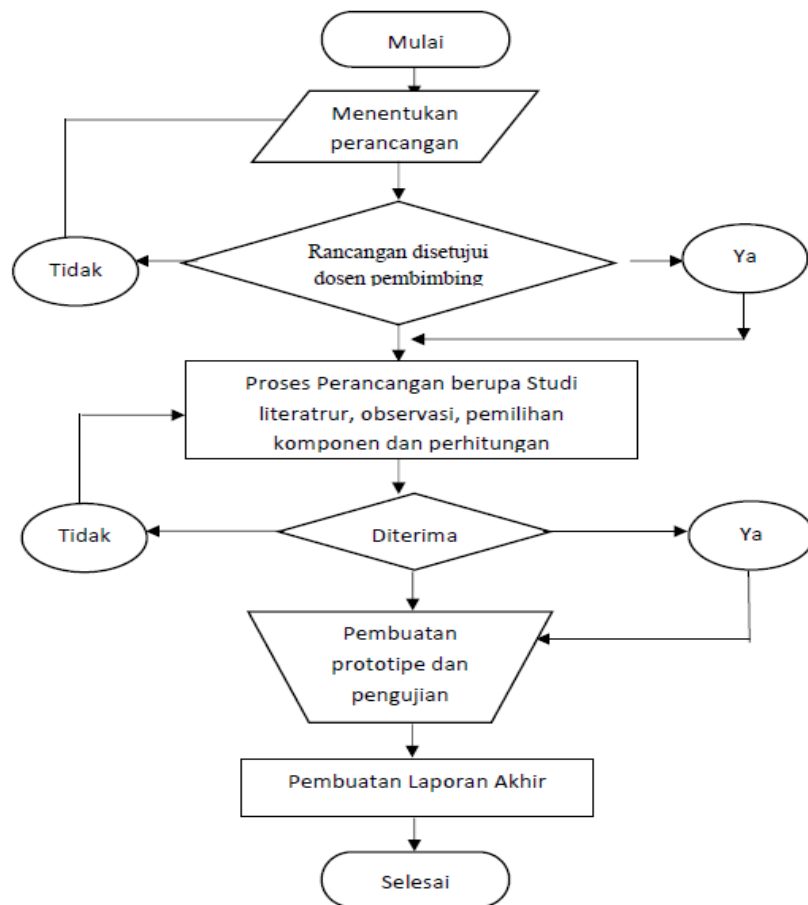 Mulai
Menentukan
perancangan
Rancangan disetujui
dosen pembimbing
Tidak
Ya
Proses Perancangan berupa Studi
literatrur, observasi, pemilihan
komponen dan perhitungan
Tidak
Diterima
Ya
Pembuatan
prototipe dan
pengujian
Pembuatan Laporan Akhir
Selesai